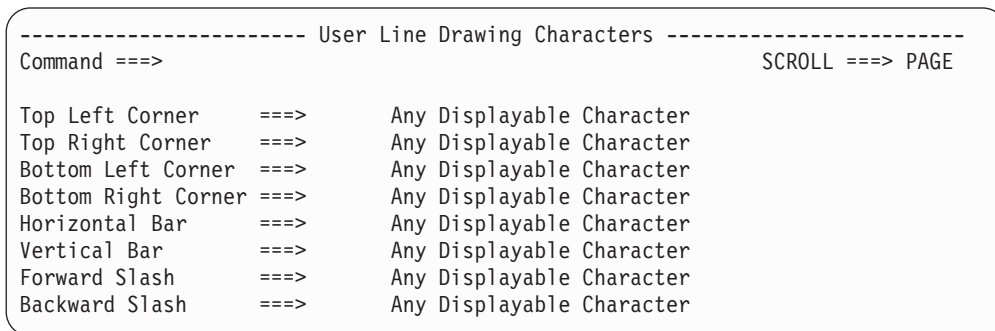 ------------------------ User Line Drawing Characters -------------------------
Command ===>                                                  SCROLL ===> PAGE

Top Left Corner     ===>       Any Displayable Character
Top Right Corner    ===>       Any Displayable Character
Bottom Left Corner  ===>       Any Displayable Character
Bottom Right Corner ===>       Any Displayable Character
Horizontal Bar      ===>       Any Displayable Character
Vertical Bar        ===>       Any Displayable Character
Forward Slash       ===>       Any Displayable Character
Backward Slash      ===>       Any Displayable Character